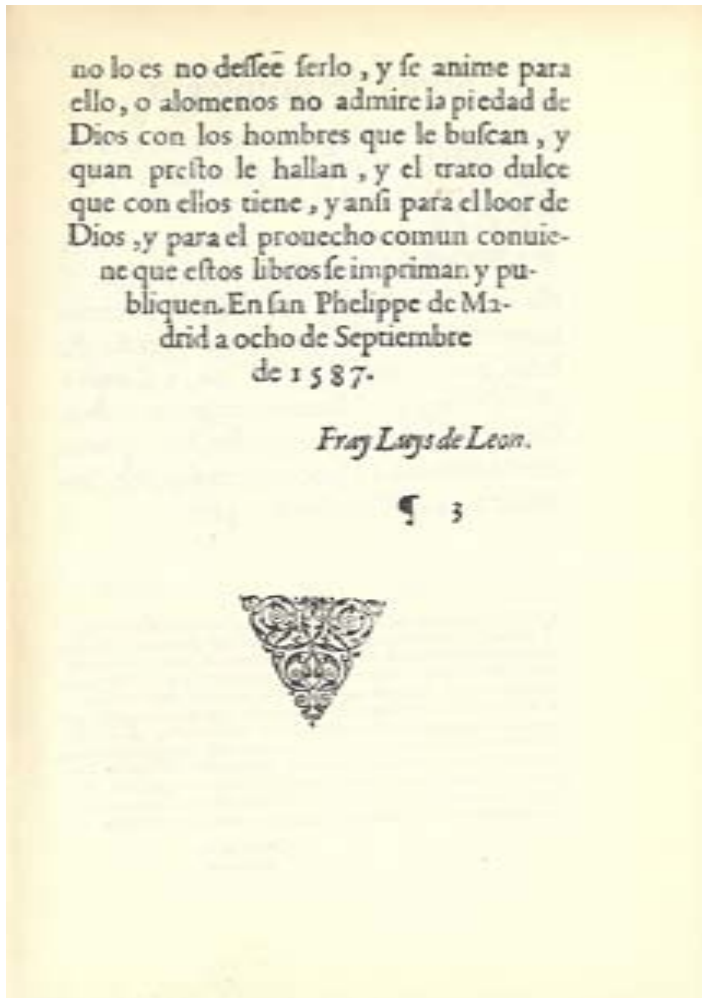 no lo es no desſeē ſerlo, y ſe anime para
ello, o alomenos no admire la piedad de
Dios con los hombres que le buſcan, y
quan preſto le hallan, y el trato dulce
que con ellos tiene, y anſi para el loor de
Dios, y para el prouecho comun conuie-
ne que eſtos libros ſe impriman y pu-
bliquen. En ſan Phelippe de Ma-
drid a ocho de Septiembre
de 1587.
Fray Luys de Leon.
¶ 3